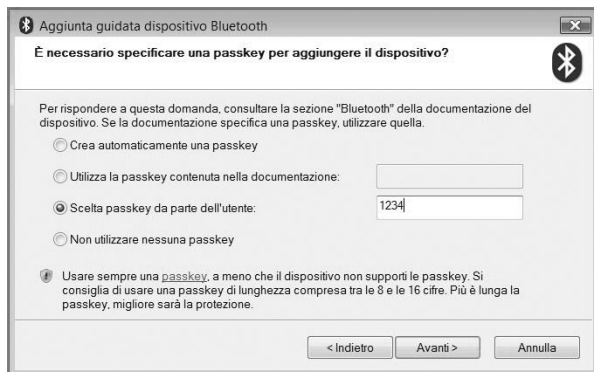 Aggiunta guidata dispositivo Bluetooth
È necessario specificare una passkey per aggiungere il dispositivo?
Per rispondere a questa domanda, consultare la sezione "Bluetooth" della documentazione del
dispositivo. Se la documentazione specifica una passkey, utilizzare quella.
Crea automaticamente una passkey
Utilizza la passkey contenuta nella documentazione:
Scelta passkey da parte dell'utente: 1234
Non utilizzare nessuna passkey
Usare sempre una passkey, a meno che il dispositivo non supporti le passkey. Si
consiglia di usare una passkey di lunghezza compresa tra le 8 e le 16 cifre. Più è lunga la
passkey, migliore sarà la protezione.
< Indietro Avanti > Annulla